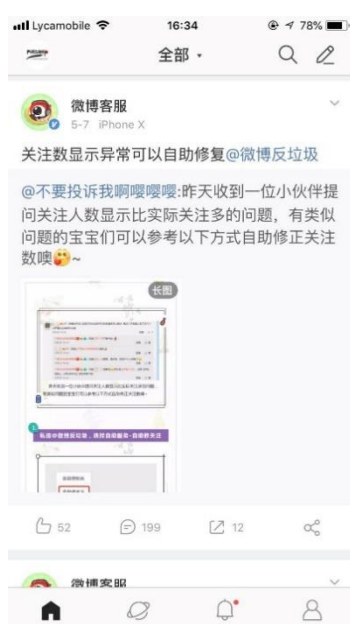 Lycamobile
16:34
78%
全部
微博客服
5-7 iPhone X
关注数显示异常可以自助修复@微博反垃圾
@不要投诉我啊嘤嘤嘤:昨天收到一位小伙伴提
问关注人数显示比实际关注多的问题，有类似
问题的宝宝们可以参考以下方式自助修正关注
数噢~
长图
52
199
12
微博客服